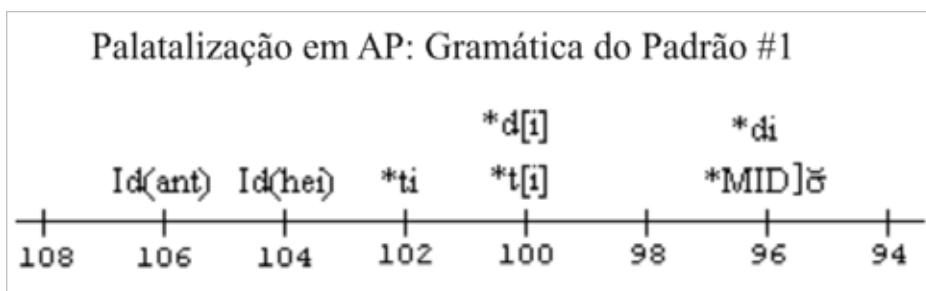 Palatalização em AP: Gramática do Padrão #1
*d[i] *di
Id(ant) Id(hei) *ti *t[i] *MID]σ̆
108 106 104 102 100 98 96 94